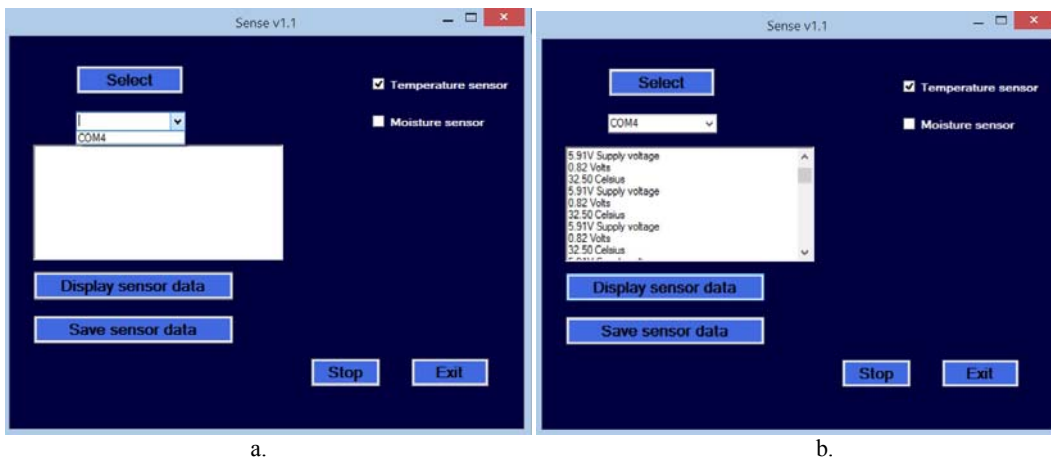 Sense v1.1
Select
Temperature sensor
Moisture sensor
COM4
Display sensor data
Save sensor data
Stop
Exit
a.
Sense v1.1
Select
Temperature sensor
COM4
Moisture sensor
5.91V Supply voltage
0.82 Volts
32.50 Celsius
5.91V Supply voltage
0.82 Volts
32.50 Celsius
5.91V Supply voltage
0.82 Volts
32.50 Celsius
Display sensor data
Save sensor data
Stop
Exit
b.